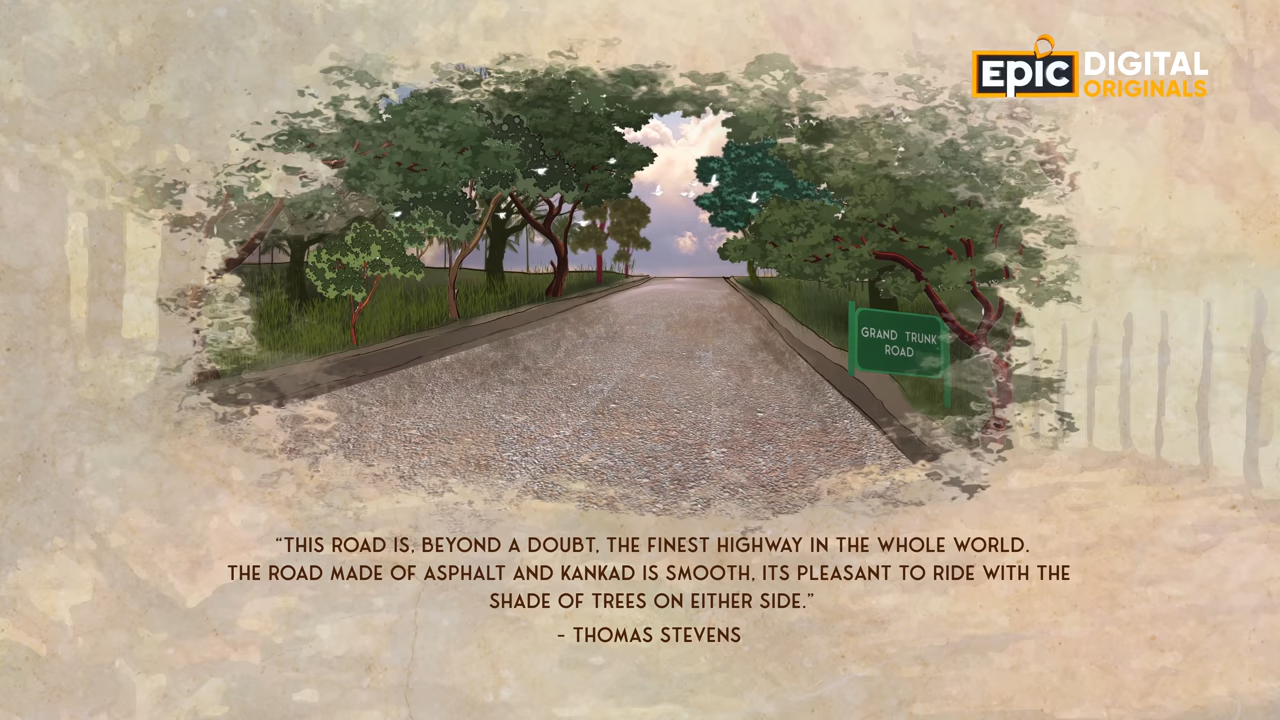 EPIC DIGITAL
ORIGINALS
GRAND TRUNK
ROAD
“THIS ROAD IS, BEYOND A DOUBT, THE FINEST HIGHWAY IN THE WHOLE WORLD.
THE ROAD MADE OF ASPHALT AND KANKAD IS SMOOTH, ITS PLEASANT TO RIDE WITH THE
SHADE OF TREES ON EITHER SIDE.”
- THOMAS STEVENS